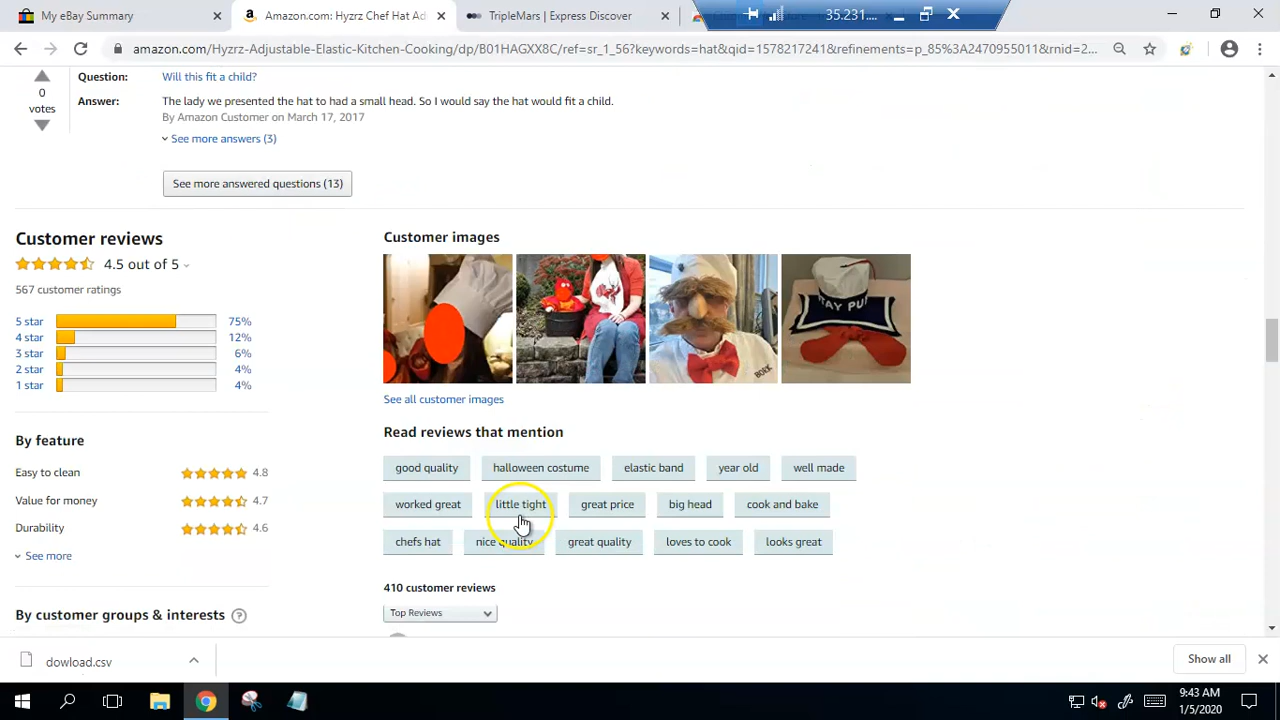 My eBay Summary
Amazon.com: Hyzrz Chef Hat Ad
TripleMars | Express Discover
35.231....
amazon.com/Hyzrz-Adjustable-Elastic-Kitchen-Cooking/dp/B01HAGXX8C/ref=sr_1_56?keywords=hat&qid=1578217241&refinements=p_85%3A2470955011&rnid=2...
Question: Will this fit a child?
0
votes
Answer: The lady we presented the hat to had a small head. So I would say the hat would fit a child.
By Amazon Customer on March 17, 2017
See more answers (3)
See more answered questions (13)
Customer reviews
4.5 out of 5
567 customer ratings
5 star 75%
4 star 12%
3 star 6%
2 star 4%
1 star 4%
By feature
Easy to clean 4.8
Value for money 4.7
Durability 4.6
See more
By customer groups & interests ?
Customer images
See all customer images
Read reviews that mention
good quality halloween costume elastic band year old well made
worked great little tight great price big head cook and bake
chefs hat nice quality great quality loves to cook looks great
410 customer reviews
Top Reviews
dowload.csv
Show all
9:43 AM
1/5/2020